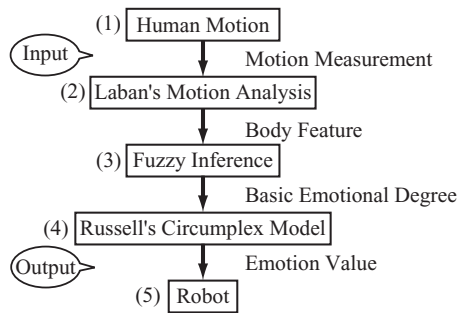 (1) Human Motion
Input
Motion Measurement
(2) Laban's Motion Analysis
Body Feature
(3) Fuzzy Inference
Basic Emotional Degree
(4) Russell's Circumplex Model
Output
Emotion Value
(5) Robot